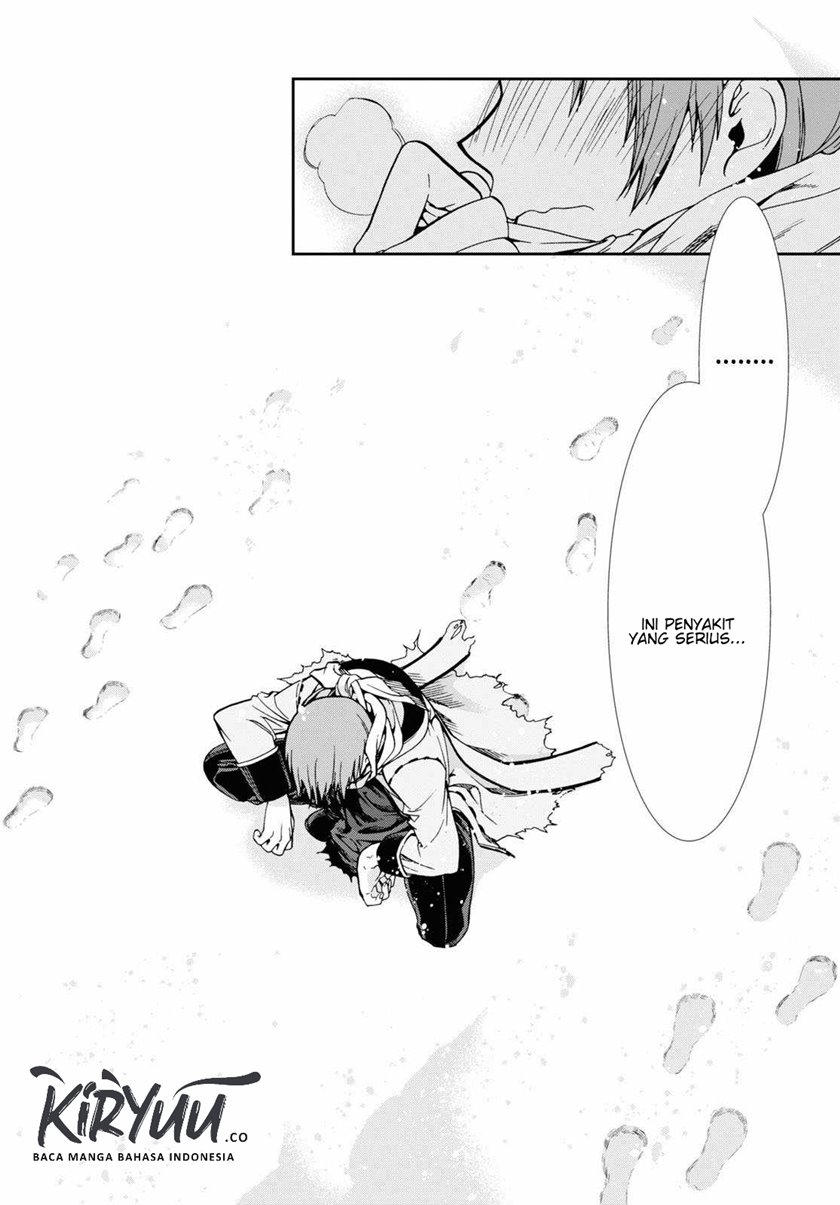 ........
INI PENYAKIT
YANG SERIUS...
KIRYUU.CO
BACA MANGA BAHASA INDONESIA